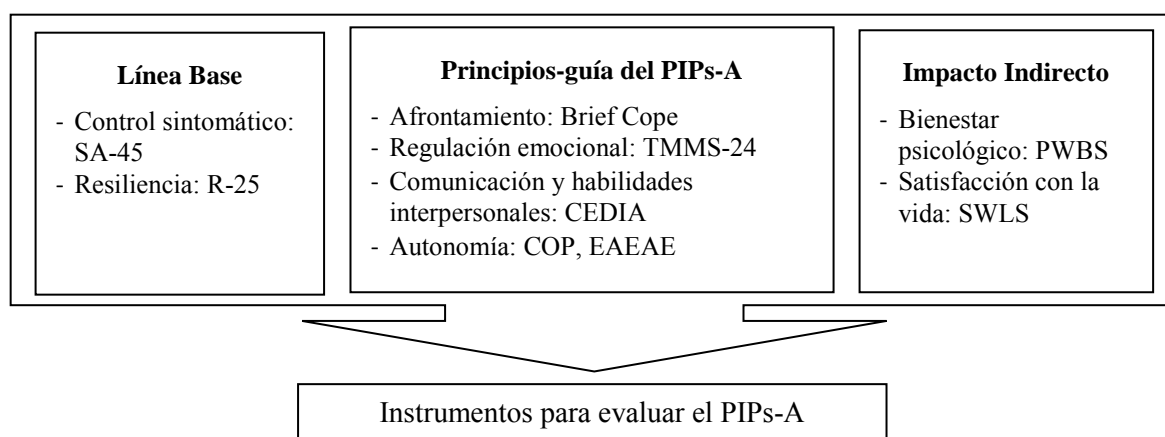 Línea Base
- Control sintomático:
SA-45
- Resiliencia: R-25
Principios-guía del PIPs-A
- Afrontamiento: Brief Cope
- Regulación emocional: TMMS-24
- Comunicación y habilidades
interpersonales: CEDIA
- Autonomía: COP, EAEAE
Impacto Indirecto
- Bienestar
psicológico: PWBS
- Satisfacción con la
vida: SWLS
Instrumentos para evaluar el PIPs-A